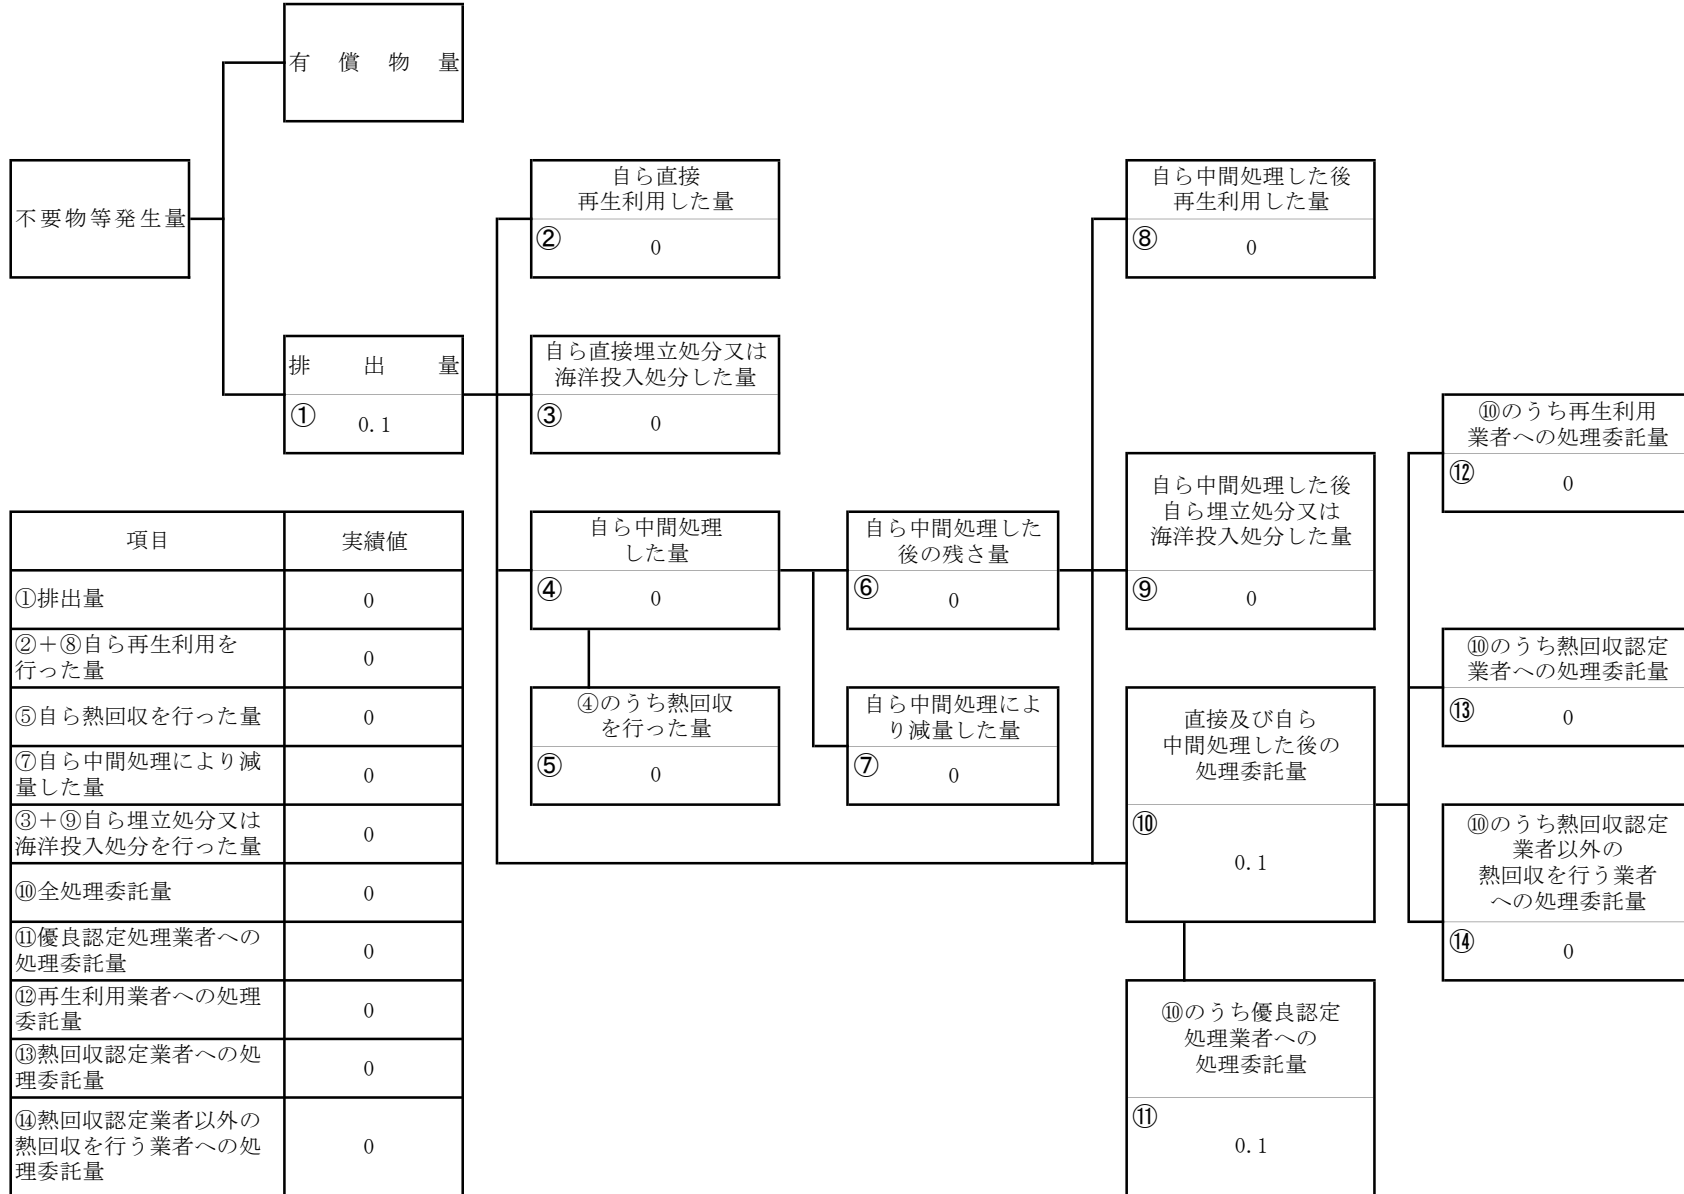 有償物量
不要物等発生量
自ら直接
再生利用した量
② 0
自ら中間処理した後
再生利用した量
⑧ 0
排出量
① 0.1
自ら直接埋立処分又は
海洋投入処分した量
③ 0
⑩のうち再生利用
業者への処理委託量
⑫ 0
自ら中間処理した後
自ら埋立処分又は
海洋投入処分した量
⑨ 0
自ら中間処理
した量
④ 0
自ら中間処理した
後の残さ量
⑥ 0
⑩のうち熱回収認定
業者への処理委託量
⑬ 0
④のうち熱回収
を行った量
⑤ 0
自ら中間処理によ
り減量した量
⑦ 0
直接及び自ら
中間処理した後の
処理委託量
⑩
0.1
⑩のうち熱回収認定
業者以外の
熱回収を行う業者
への処理委託量
⑭ 0
⑩のうち優良認定
処理業者への
処理委託量
⑪
0.1
項目 実績値
①排出量 0
②+⑧自ら再生利用を
行った量 0
⑤自ら熱回収を行った量 0
⑦自ら中間処理により減
量した量 0
③+⑨自ら埋立処分又は
海洋投入処分を行った量 0
⑩全処理委託量 0
⑪優良認定処理業者への
処理委託量 0
⑫再生利用業者への処理
委託量 0
⑬熱回収認定業者への処
理委託量 0
⑭熱回収認定業者以外の
熱回収を行う業者への処 0
理委託量